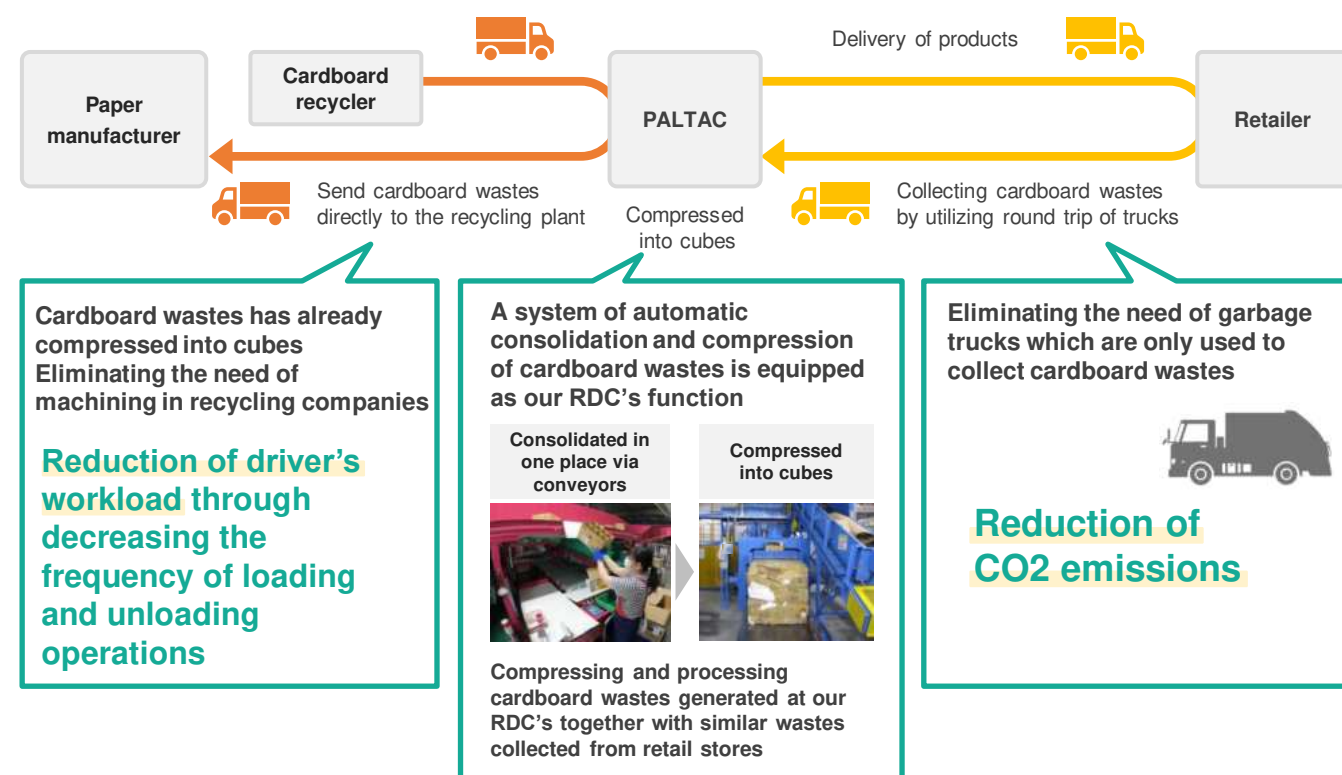 Delivery of products
Cardboard
recycler
Paper
manufacturer
PALTAC
Retailer
Send cardboard wastes
directly to the recycling plant
Compressed
into cubes
Collecting cardboard wastes
by utilizing round trip of trucks
Cardboard wastes has already
compressed into cubes
Eliminating the need of
machining in recycling companies
Reduction of driver's
workload through
decreasing the
frequency of loading
and unloading
operations
A system of automatic
consolidation and compression
of cardboard wastes is equipped
as our RDC's function
Consolidated in
one place via
conveyors
Compressed
into cubes
Compressing and processing
cardboard wastes generated at our
RDC's together with similar wastes
collected from retail stores
Eliminating the need of garbage
trucks which are only used to
collect cardboard wastes
Reduction of
CO2 emissions